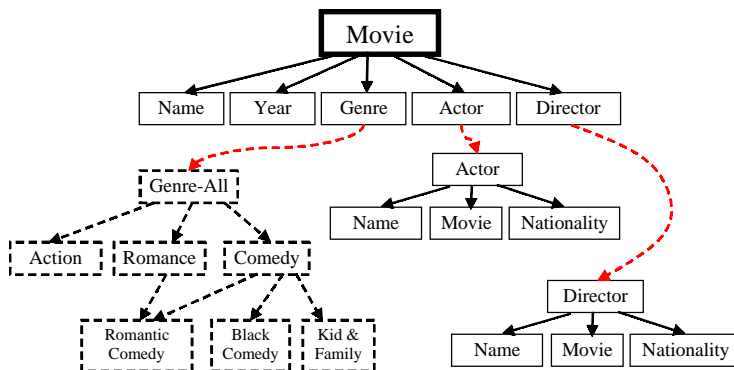 Movie
Name Year Genre Actor Director
Genre-All
Actor
Name Movie Nationality
Action Romance Comedy
Director
Romantic
Comedy
Black
Comedy
Kid &
Family
Name Movie Nationality